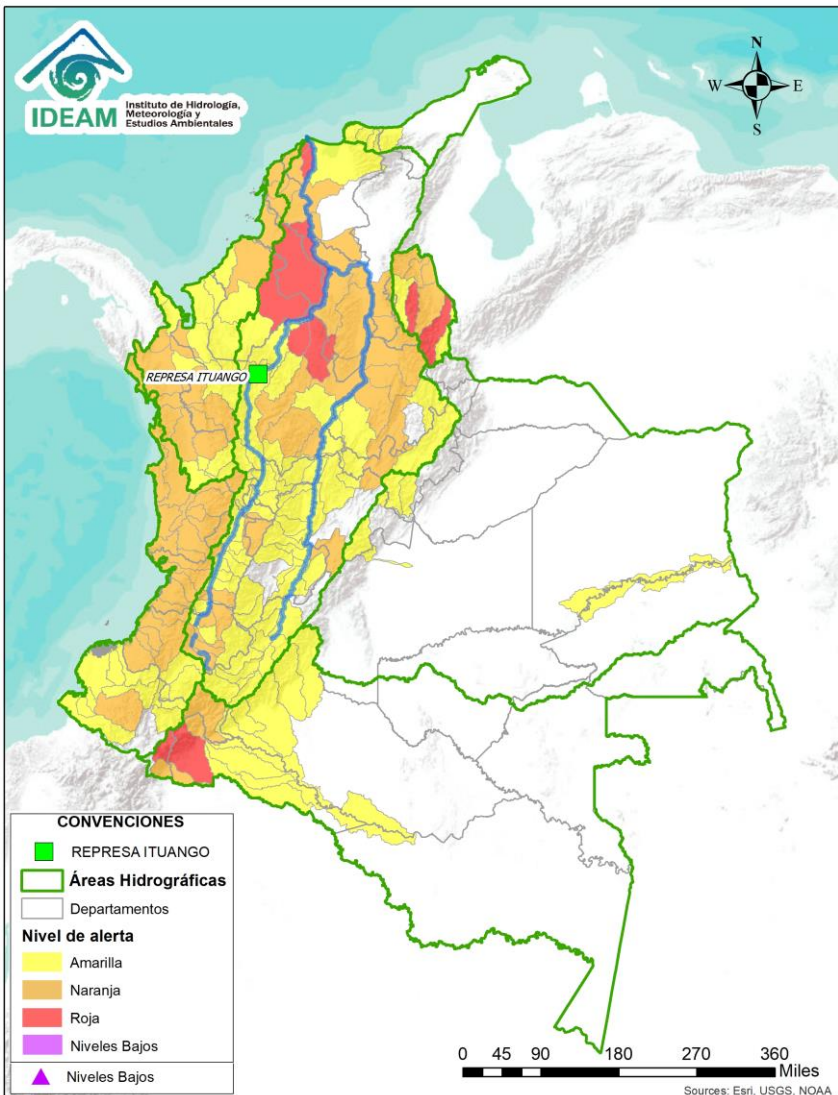 IDEAM
Instituto de Hidrología,
Meteorología y
Estudios Ambientales
N
W
E
S
REPRESA ITUANGO
CONVENCIONES
REPRESA ITUANGO
Áreas Hidrográficas
Departamentos
Nivel de alerta
Amarilla
Naranja
Roja
Niveles Bajos
Niveles Bajos
0 45 90 180 270 360
Miles
Sources: Esri, USGS, NOAA